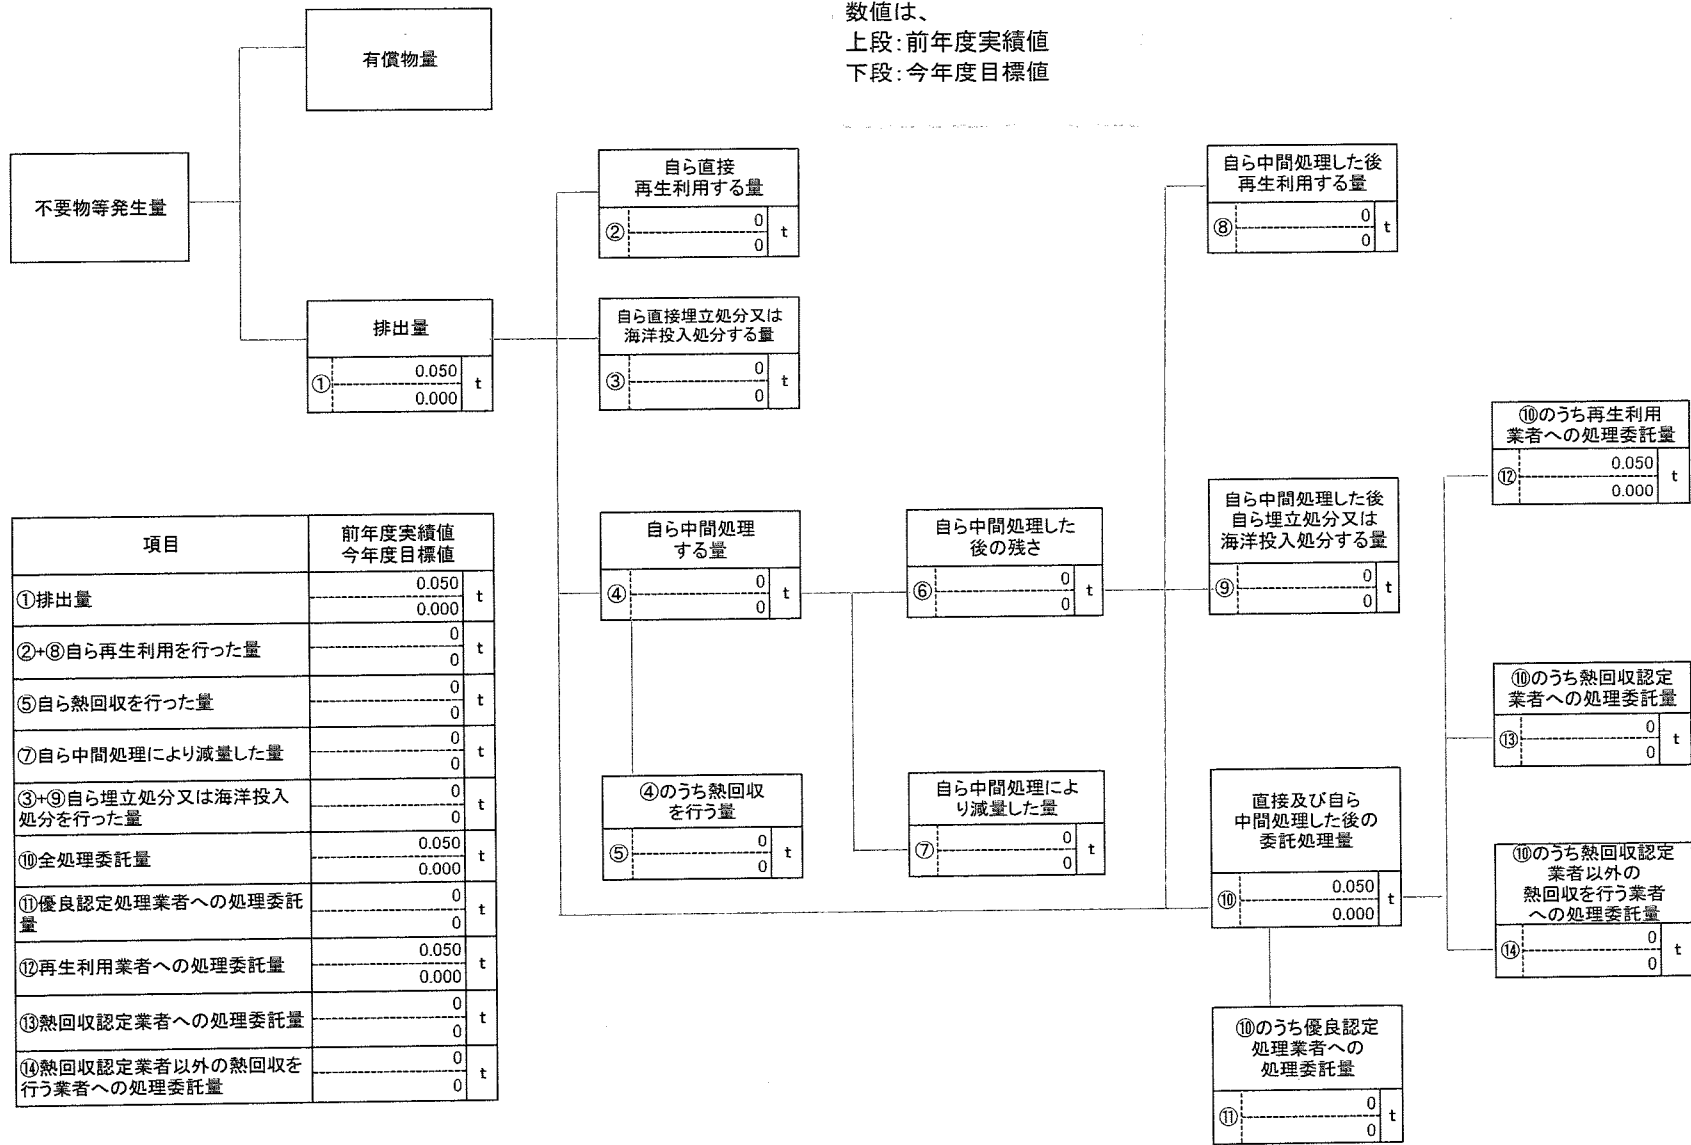 数値は、
上段:前年度実績値
下段:今年度目標値
有償物量
不要物等発生量
排出量
①
0.050
0.000
t
自ら直接
再生利用する量
②
0
0
t
自ら直接埋立処分又は
海洋投入処分する量
③
0
0
t
自ら中間処理
する量
④
0
0
t
④のうち熱回収
を行う量
⑤
0
0
t
自ら中間処理した
後の残さ
⑥
0
0
t
自ら中間処理によ
り減量した量
⑦
0
0
t
自ら中間処理した後
再生利用する量
⑧
0
0
t
自ら中間処理した後
自ら埋立処分又は
海洋投入処分する量
⑨
0
0
t
直接及び自ら
中間処理した後の
委託処理量
⑩
0.050
0.000
t
⑩のうち優良認定
処理業者への
処理委託量
⑪
0
0
t
⑩のうち再生利用
業者への処理委託量
⑫
0.050
0.000
t
⑩のうち熱回収認定
業者への処理委託量
⑬
0
0
t
⑩のうち熱回収認定
業者以外の
熱回収を行う業者
への処理委託量
⑭
0
0
t
項目
前年度実績値
今年度目標値
①排出量
0.050
0.000
t
②+⑧自ら再生利用を行った量
0
0
t
⑤自ら熱回収を行った量
0
0
t
⑦自ら中間処理により減量した量
0
0
t
③+⑨自ら埋立処分又は海洋投入
処分を行った量
0
0
t
⑩全処理委託量
0.050
0.000
t
⑪優良認定処理業者への処理委託
量
0
0
t
⑫再生利用業者への処理委託量
0.050
0.000
t
⑬熱回収認定業者への処理委託量
0
0
t
⑭熱回収認定業者以外の熱回収を
行う業者への処理委託量
0
0
t